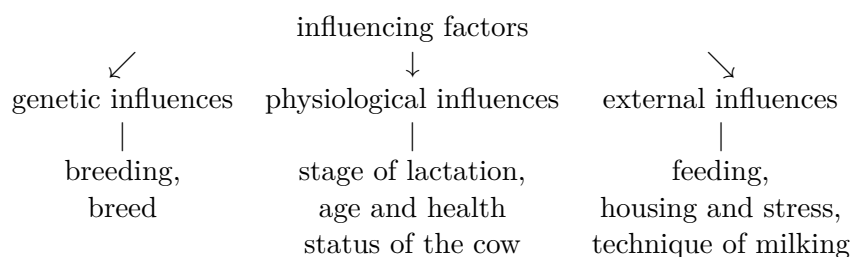 influencing factors
genetic influences
physiological influences
external influences
breeding,
breed
stage of lactation,
age and health
status of the cow
feeding,
housing and stress,
technique of milking